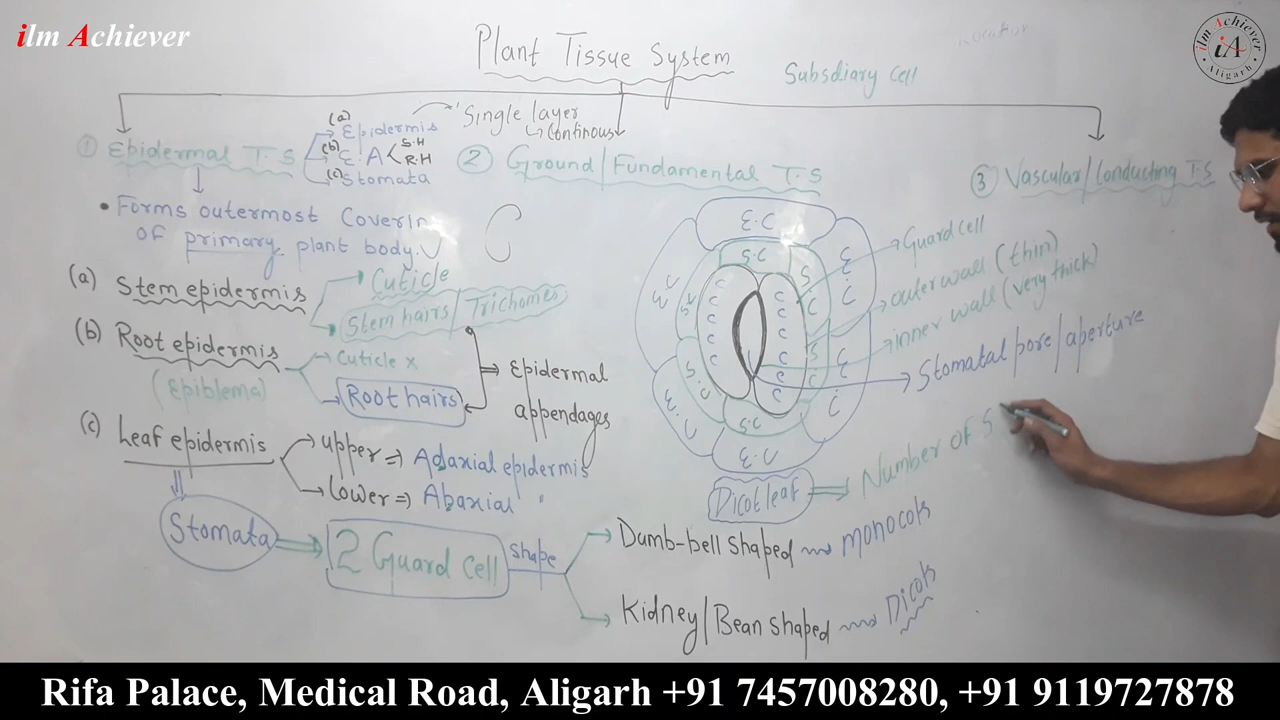 ilm Achiever
Plant Tissue System
Subsdiary Cell
ilm Achiever
iA
Aligarh
① Epidermal T.S
(a) Epidermis
Single layer
Continous
(b) E.A < S.H
R.H
(c) Stomata
② Ground/Fundamental T.S
③ Vascular/Conducting T.S
• Forms outermost Coverin
of primary plant body.
(a) Stem epidermis
Cuticle
Stem hairs/Trichomes
(b) Root epidermis
(Epiblema)
Cuticle x
Root hairs
Epidermal
appendages
(c) Leaf epidermis
upper ⇒ Adaxial epidermis
Lower ⇒ Abaxial "
Stomata
2 Guard Cell
shape
Dumb-bell shaped
monocots
Kidney/Bean shaped
Dicots
E.C
S.C
Guard cell
outer wall (thin)
inner wall (very thick)
Stomatal pore/aperture
S.C
Dicot leaf
Number of S
Rifa Palace, Medical Road, Aligarh +91 7457008280, +91 9119727878